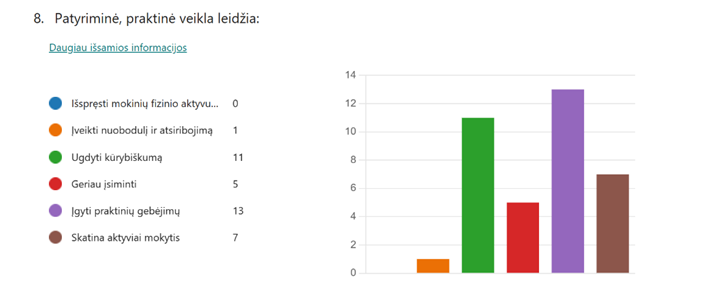 8. Patyriminė, praktinė veikla leidžia:
Daugiau išsamios informacijos
Išspręsti mokinių fizinio aktyvu... 0
Įveikti nuobodulį ir atsiribojimą 1
Ugdyti kūrybiškumą 11
Geriau įsiminti 5
Įgyti praktinių gebėjimų 13
Skatina aktyviai mokytis 7
14
12
10
8
6
4
2
0